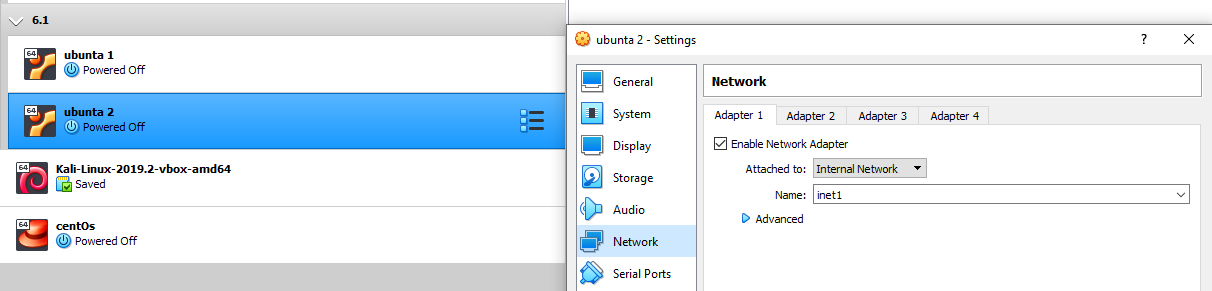 6.1
64
ubunta 1
Powered Off
64
ubunta 2
Powered Off
64
Kali-Linux-2019.2-vbox-amd64
Saved
64
centOs
Powered Off
ubunta 2 - Settings
?
General
System
Display
Storage
Audio
Network
Serial Ports
Network
Adapter 1 Adapter 2 Adapter 3 Adapter 4
Enable Network Adapter
Attached to: Internal Network
Name: inet1
Advanced